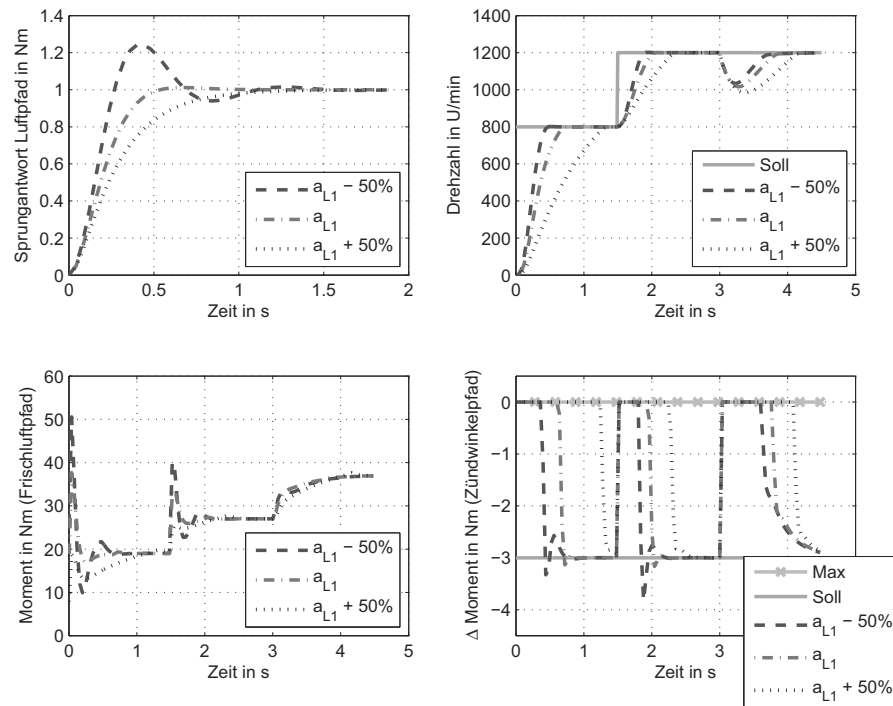 1.4
1.2
1
0.8
0.6
0.4
0.2
0
0
0.5
1
1.5
2
Sprungantwort Luftpfad in Nm
Zeit in s
a_L1 − 50%
a_L1
a_L1 + 50%
1400
1200
1000
800
600
400
200
0
0
1
2
3
4
5
Drehzahl in U/min
Zeit in s
Soll
a_L1 − 50%
a_L1
a_L1 + 50%
60
50
40
30
20
10
0
0
1
2
3
4
5
Moment in Nm (Frischluftpfad)
Zeit in s
a_L1 − 50%
a_L1
a_L1 + 50%
0
−1
−2
−3
−4
0
1
2
3
Δ Moment in Nm (Zündwinkelpfad)
Zeit in s
Max
Soll
a_L1 − 50%
a_L1
a_L1 + 50%